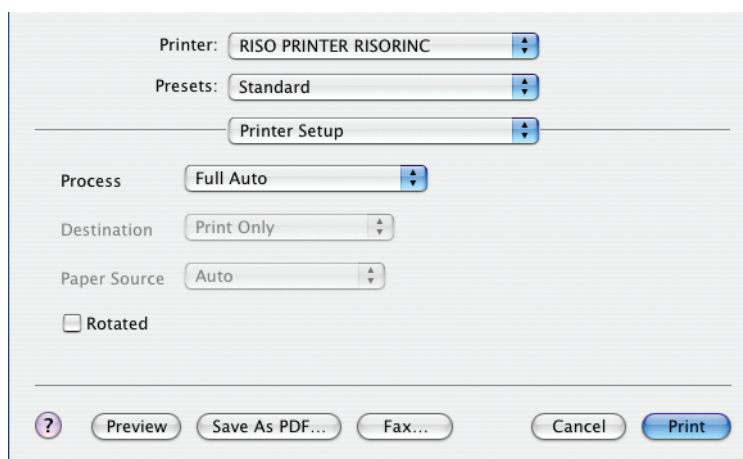 Printer: RISO PRINTER RISORINC
Presets: Standard
Printer Setup
Process Full Auto
Destination Print Only
Paper Source Auto
Rotated
? Preview Save As PDF... Fax... Cancel Print